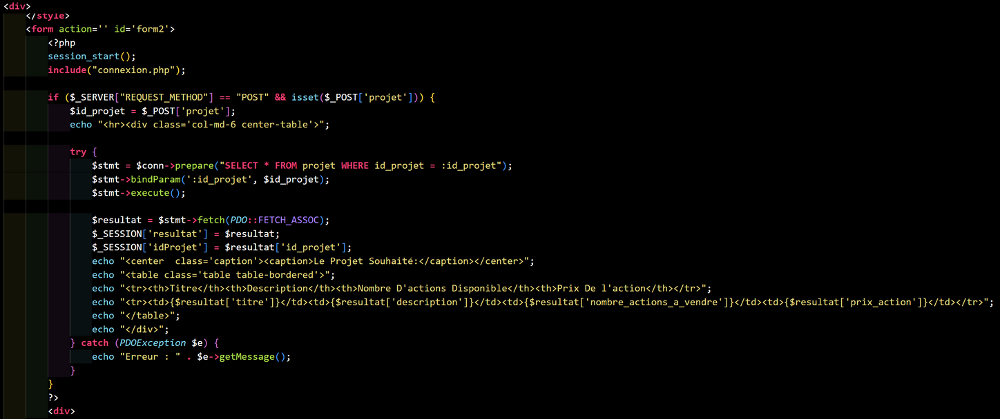 <div>
</style>
<form action='' id='form2'>
<?php
session_start();
include("connexion.php");
if ($_SERVER["REQUEST_METHOD"] == "POST" && isset($_POST['projet'])) {
$id_projet = $_POST['projet'];
echo "<hr><div class='col-md-6 center-table'>";
try {
$stmt = $conn->prepare("SELECT * FROM projet WHERE id_projet = :id_projet");
$stmt->bindParam(':id_projet', $id_projet);
$stmt->execute();
$resultat = $stmt->fetch(PDO::FETCH_ASSOC);
$_SESSION['resultat'] = $resultat;
$_SESSION['idProjet'] = $resultat['id_projet'];
echo "<center  class='caption'><caption>Le Projet Souhaité:</caption></center>";
echo "<table class='table table-bordered'>";
echo "<tr><th>Titre</th><th>Description</th><th>Nombre D'actions Disponible</th><th>Prix De l'action</th></tr>";
echo "<tr><td>{$resultat['titre']}</td><td>{$resultat['description']}</td><td>{$resultat['nombre_actions_a_vendre']}</td><td>{$resultat['prix_action']}</td></tr>";
echo "</table>";
echo "</div>";
} catch (PDOException $e) {
echo "Erreur : " . $e->getMessage();
}
}
?>
<div>